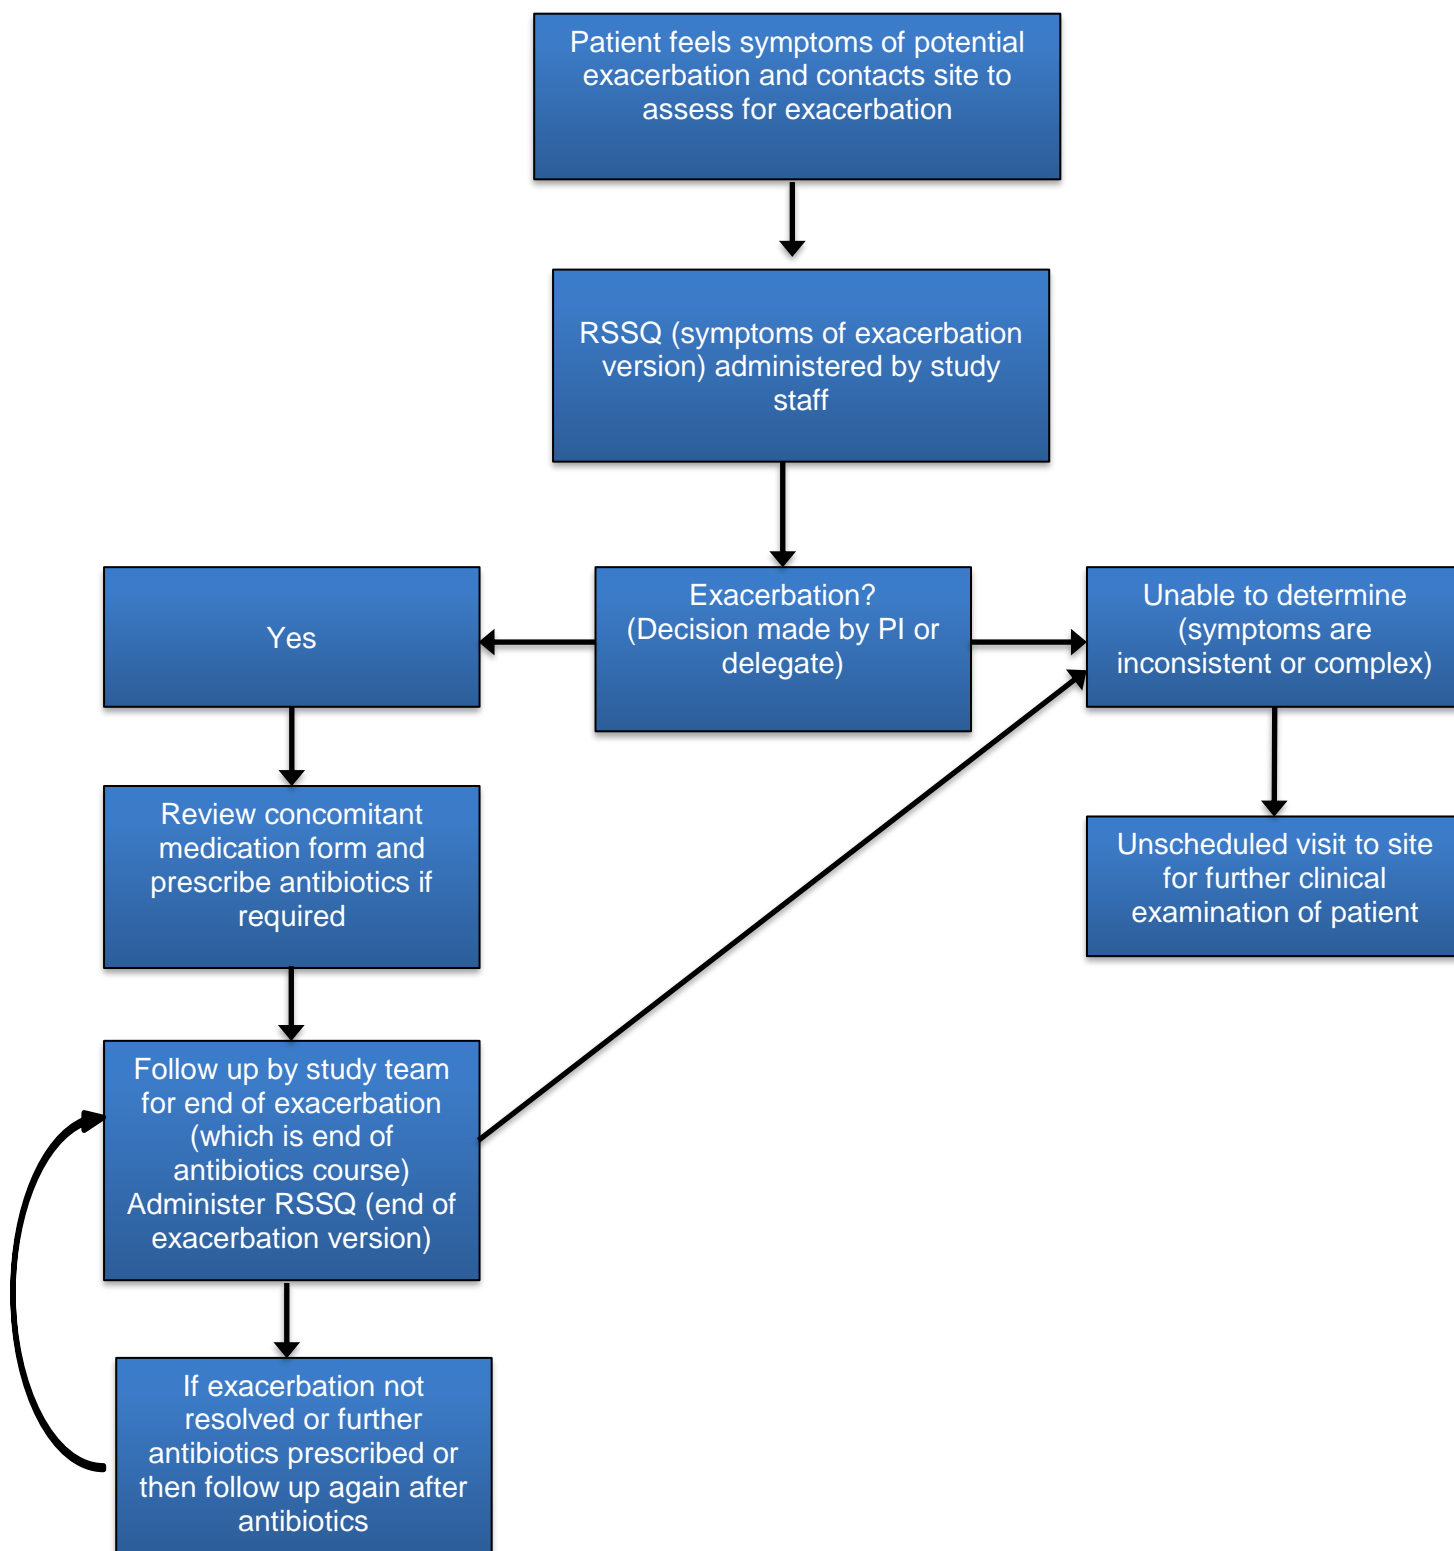 Patient feels symptoms of potential
exacerbation and contacts site to
assess for exacerbation
RSSQ (symptoms of exacerbation
version) administered by study
staff
Yes
Exacerbation?
(Decision made by PI or
delegate)
Unable to determine
(symptoms are
inconsistent or complex)
Review concomitant
medication form and
prescribe antibiotics if
required
Unscheduled visit to site
for further clinical
examination of patient
Follow up by study team
for end of exacerbation
(which is end of
antibiotics course)
Administer RSSQ (end of
exacerbation version)
If exacerbation not
resolved or further
antibiotics prescribed or
then follow up again after
antibiotics